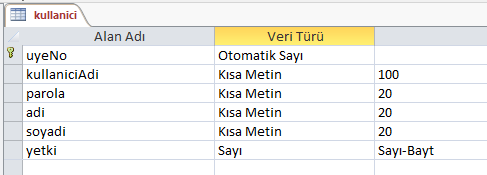 kullanici
Alan Adı Veri Türü
uyeNo Otomatik Sayı
kullaniciAdi Kısa Metin 100
parola Kısa Metin 20
adi Kısa Metin 20
soyadi Kısa Metin 20
yetki Sayı Sayı-Bayt